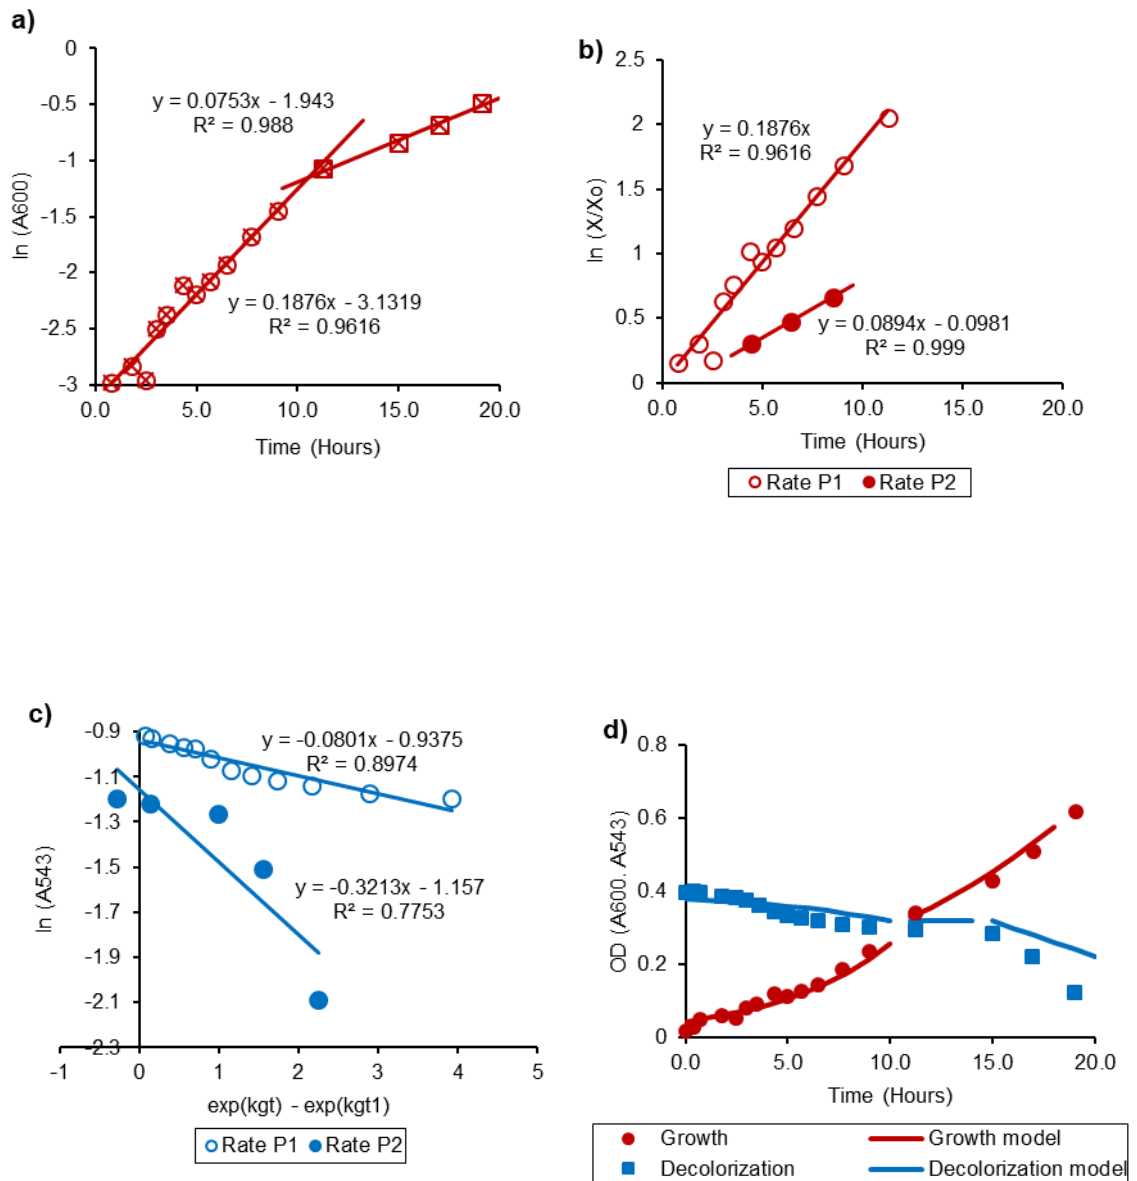 a)
0
-0.5
-1
-1.5
-2
-2.5
-3
ln (A600)
y = 0.0753x - 1.943
R² = 0.988
y = 0.1876x - 3.1319
R² = 0.9616
0.0 5.0 10.0 15.0 20.0
Time (Hours)
b)
2.5
2
1.5
1
0.5
0
ln (X/Xo)
y = 0.1876x
R² = 0.9616
y = 0.0894x - 0.0981
R² = 0.999
0.0 5.0 10.0 15.0 20.0
Time (Hours)
Rate P1 Rate P2
c)
-0.9
-1.1
-1.3
-1.5
-1.7
-1.9
-2.1
-2.3
ln (A543)
y = -0.0801x - 0.9375
R² = 0.8974
y = -0.3213x - 1.157
R² = 0.7753
-1 0 1 2 3 4 5
exp(kgt) - exp(kgt1)
Rate P1 Rate P2
d)
0.8
0.6
0.4
0.2
0
OD (A600. A543)
0.0 5.0 10.0 15.0 20.0
Time (Hours)
Growth Growth model
Decolorization Decolorization model